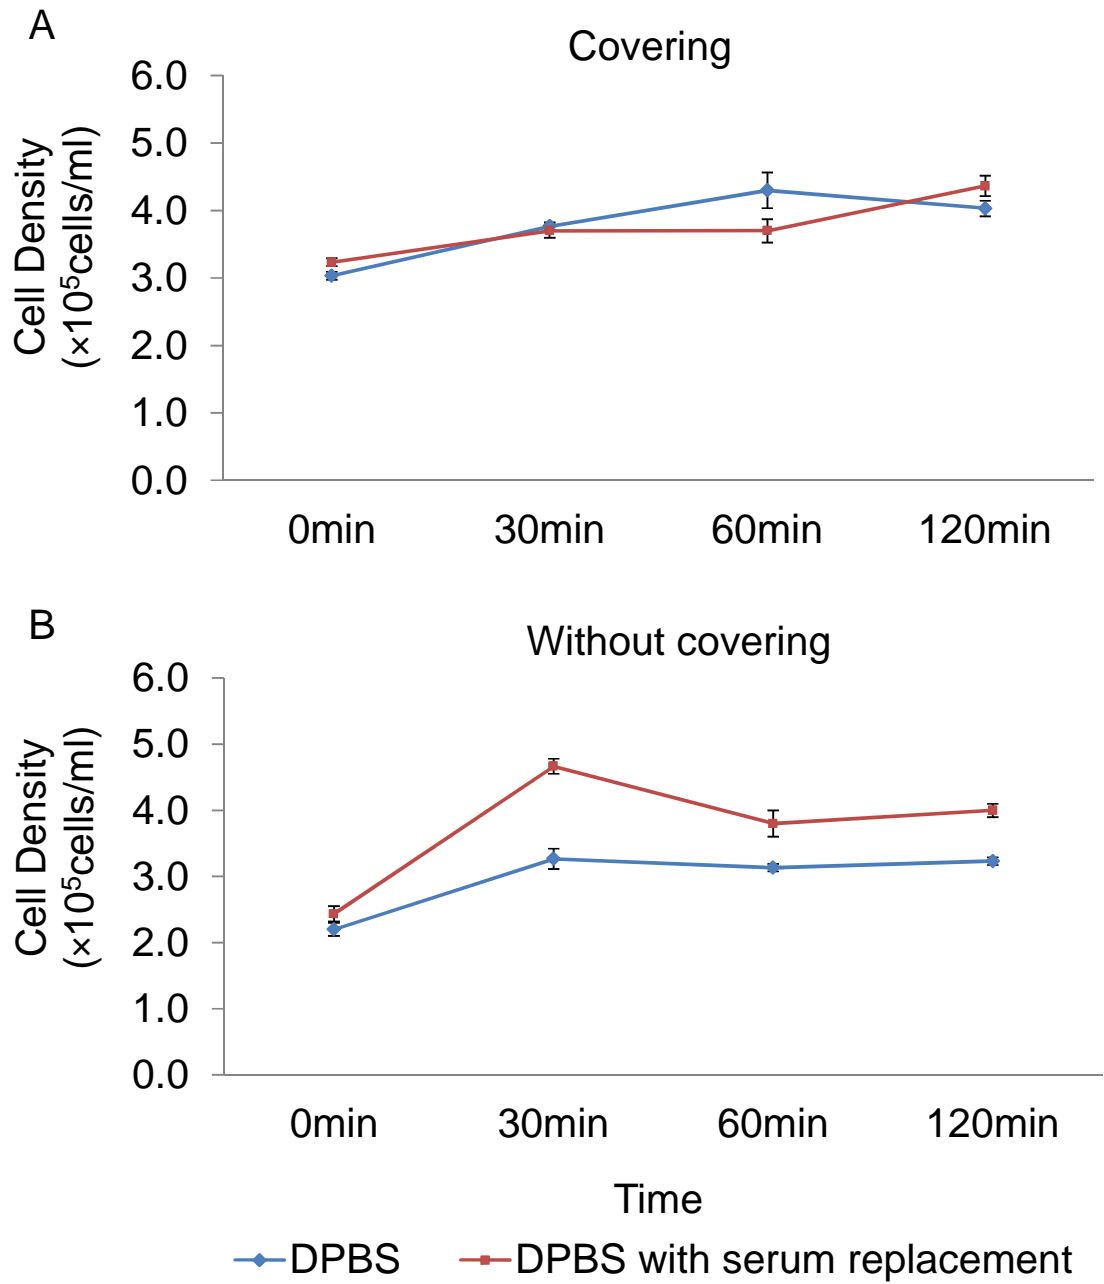 A
Covering
6.0
5.0
4.0
3.0
2.0
1.0
0.0
Cell Density
(×10⁵cells/ml)
0min 30min 60min 120min
B
Without covering
6.0
5.0
4.0
3.0
2.0
1.0
0.0
Cell Density
(×10⁵cells/ml)
0min 30min 60min 120min
Time
DPBS DPBS with serum replacement